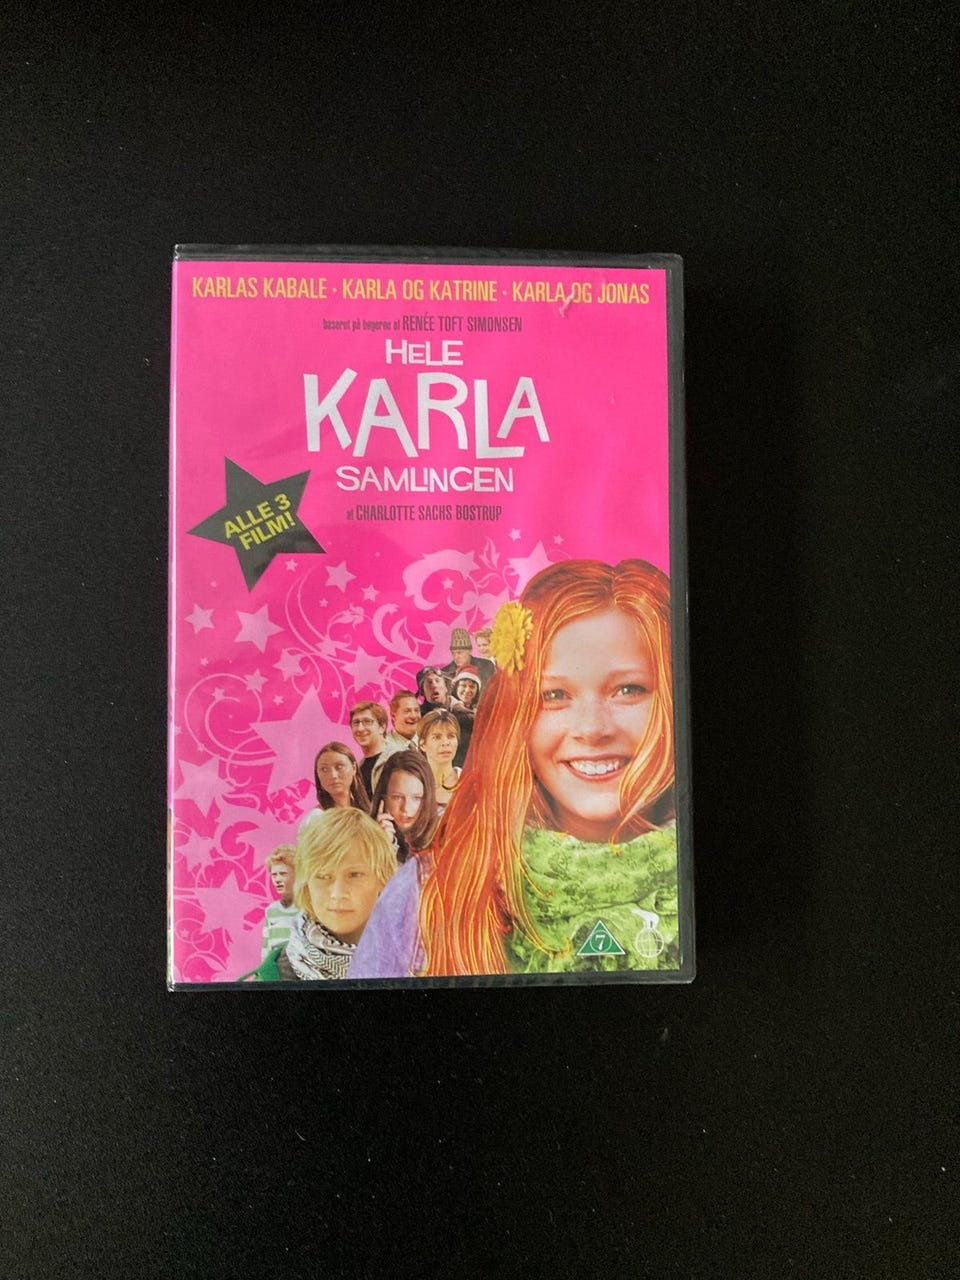 KARLAS KABALE · KARLA OG KATRINE · KARLA OG JONAS
baseret på bøgerne af RENÉE TOFT SIMONSEN
HELE
KARLA
SAMLINGEN
af CHARLOTTE SACHS BOSTRUP
ALLE 3
FILM!
7